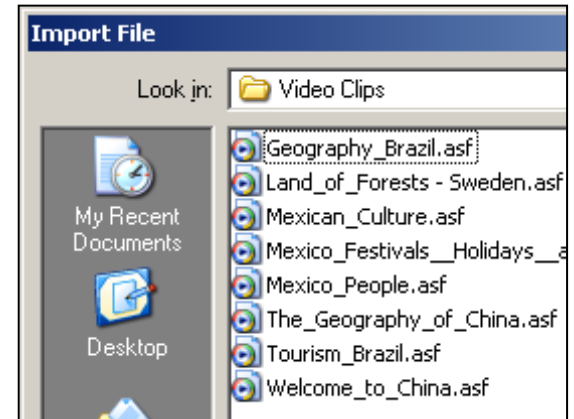 Import File
Look in:
Video Clips
My Recent
Documents
Desktop
Geography_Brazil.asf
Land_of_Forests - Sweden.asf
Mexican_Culture.asf
Mexico_Festivals__Holidays__a
Mexico_People.asf
The_Geography_of_China.asf
Tourism_Brazil.asf
Welcome_to_China.asf